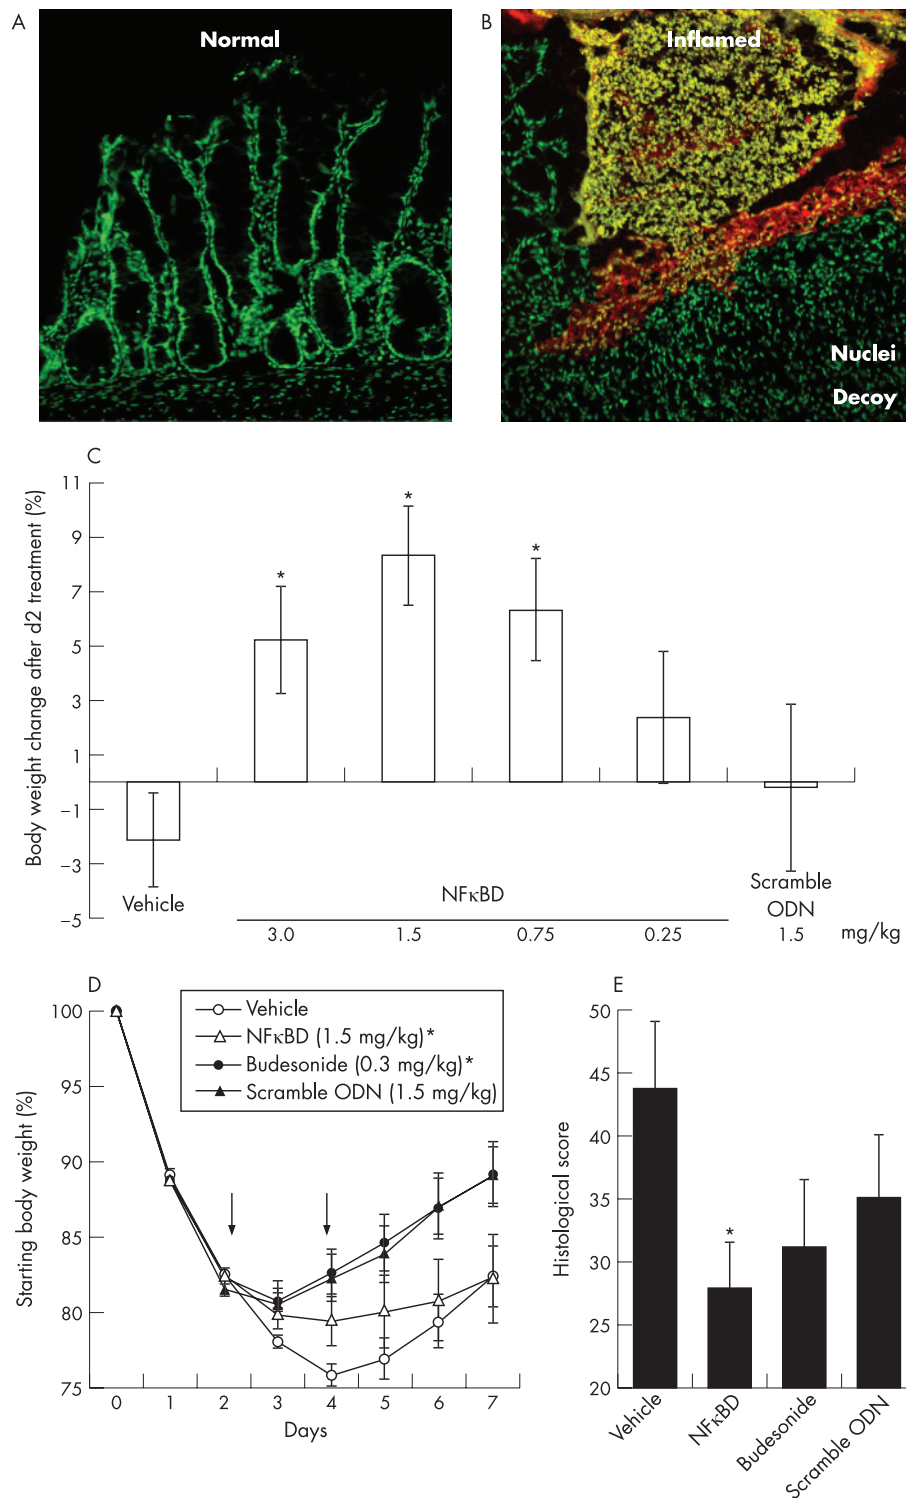 A
Normal
B
Inflamed
Nuclei
Decoy
C
Body weight change after d2 treatment (%)
11
9
7
5
3
1
–1
–3
–5
*
*
*
Vehicle
NFκBD
Scramble
ODN
3.0 1.5 0.75 0.25 1.5 mg/kg
D
Starting body weight (%)
100
95
90
85
80
75
Vehicle
NFκBD (1.5 mg/kg)*
Budesonide (0.3 mg/kg)*
Scramble ODN (1.5 mg/kg)
0 1 2 3 4 5 6 7
Days
E
Histological score
50
45
40
35
30
25
20
*
Vehicle
NFκBD
Budesonide
Scramble ODN